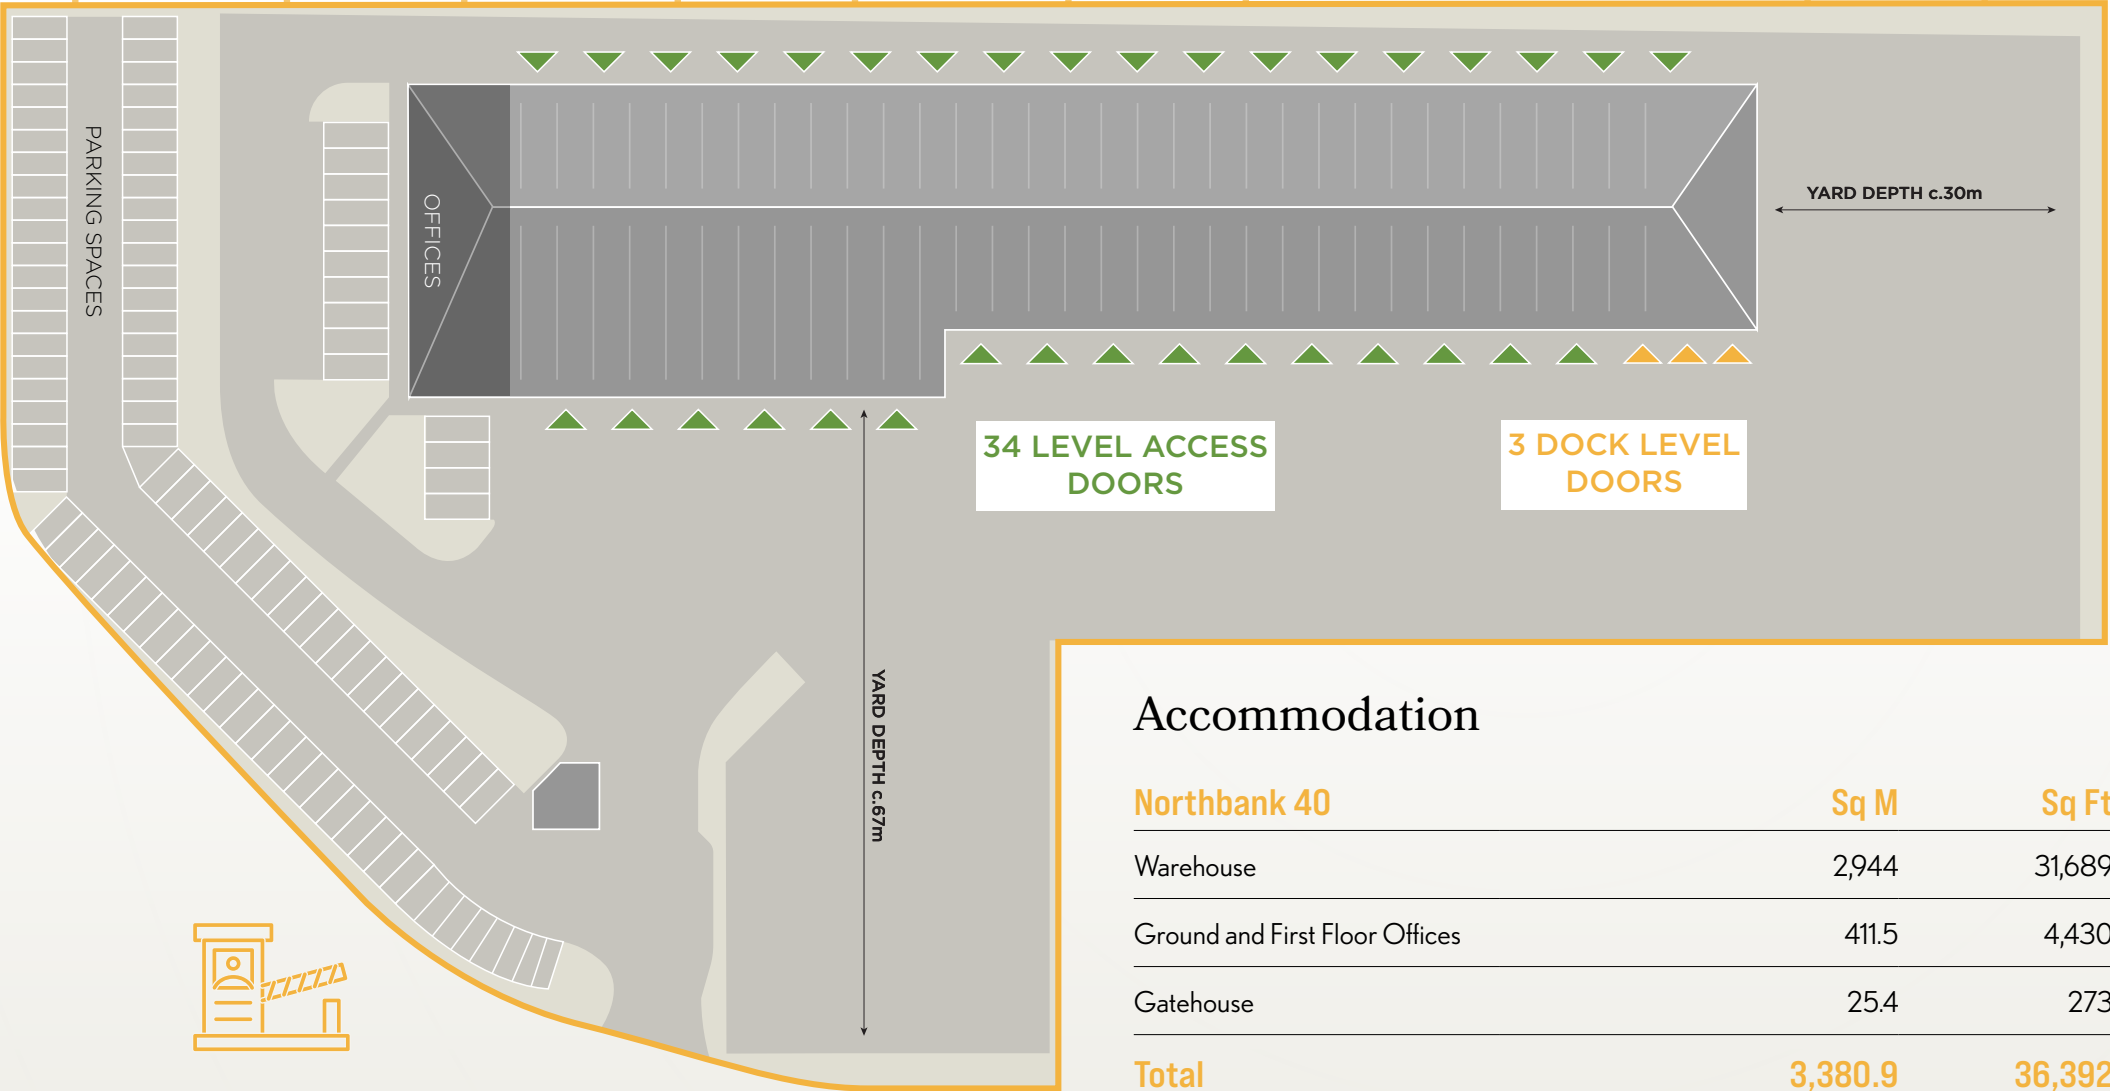 PARKING SPACES
OFFICES
YARD DEPTH c.30m
34 LEVEL ACCESS
DOORS
3 DOCK LEVEL
DOORS
YARD DEPTH c.67m
Accommodation
Northbank 40 Sq M Sq Ft
Warehouse 2,944 31,689
Ground and First Floor Offices 411.5 4,430
Gatehouse 25.4 273
Total 3,380.9 36,392